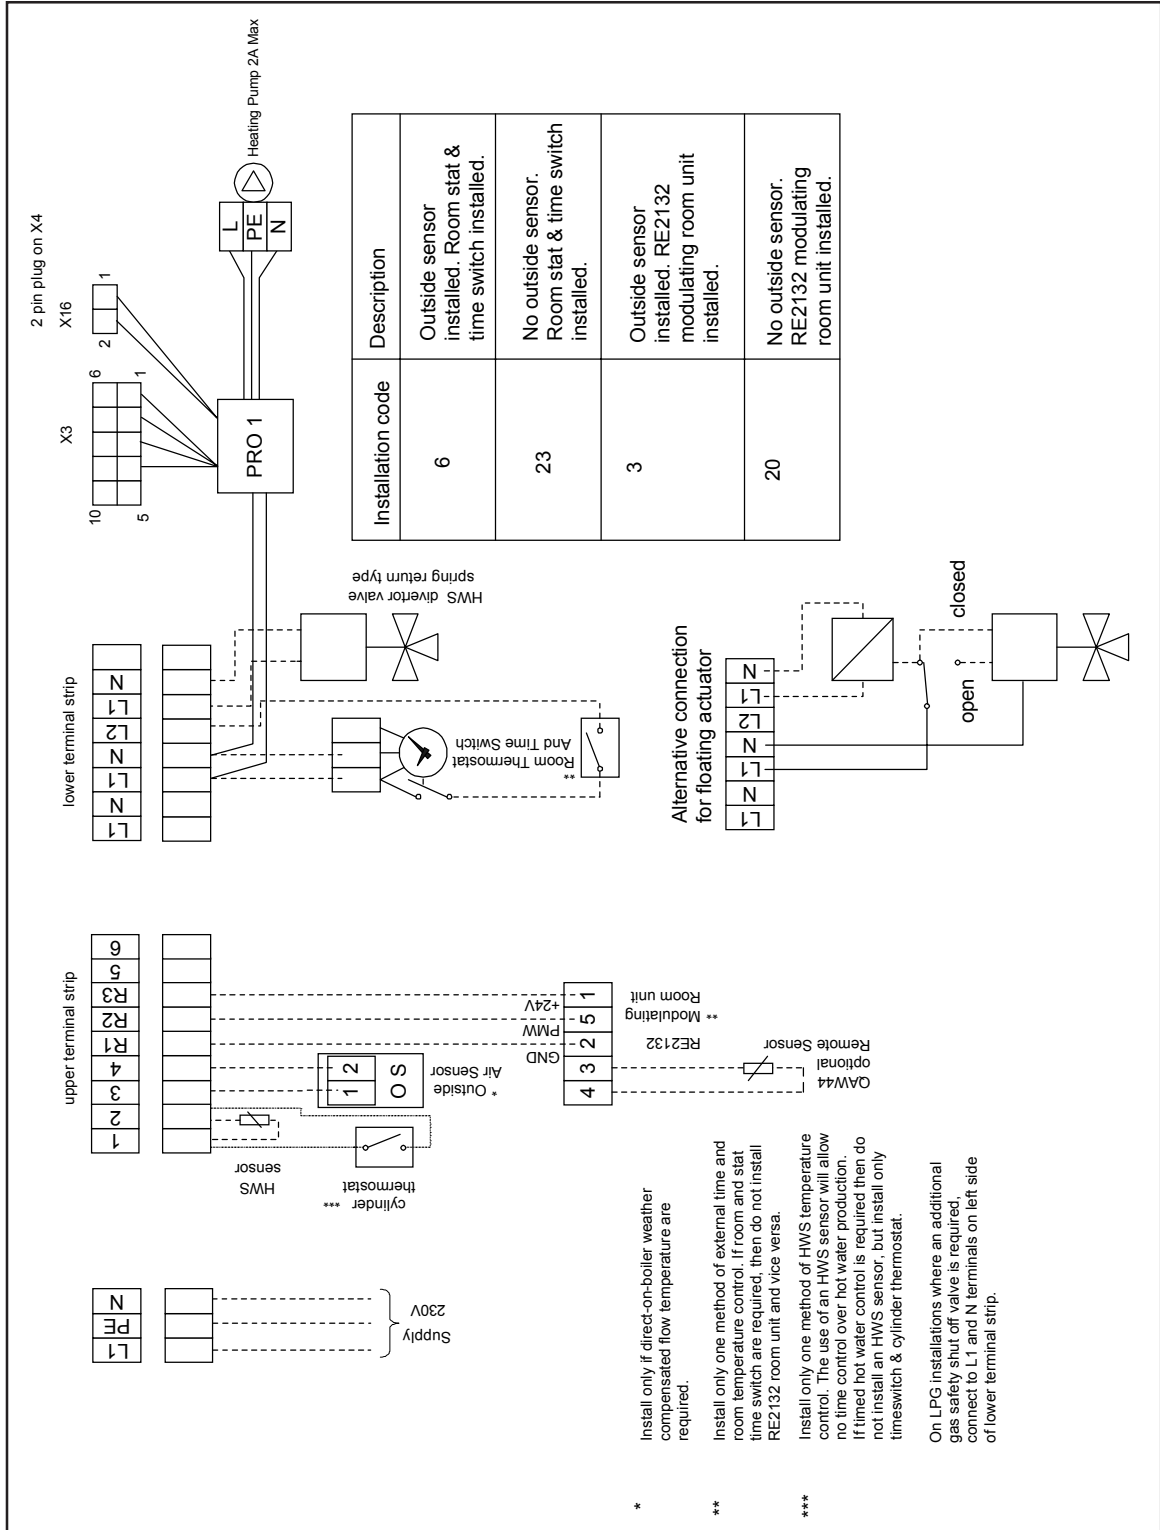 230V
Supply
L1
PE
N
upper terminal strip
1
2
3
4
R1
R2
R3
5
6
HWS
sensor
cylinder
thermostat ***
1
2
O S
* Outside
Air Sensor
GND
PMW
+24V
4
3
2
5
1
RE2132
** Modulating
Room unit
QAW44
optional
Remote Sensor
lower terminal strip
L1
N
L1
N
L2
L1
N
Room Thermostat
And Time Switch
**
HWS divertor valve
spring return type
X3
10
6
5
1
2 pin plug on X4
X16
2
1
PRO 1
L
PE
N
Heating Pump 2A Max
Installation code
Description
6
Outside sensor
installed. Room stat &
time switch installed.
23
No outside sensor.
Room stat & time switch
installed.
3
Outside sensor
installed. RE2132
modulating room unit
installed.
20
No outside sensor.
RE2132 modulating
room unit installed.
Alternative connection
for floating actuator
L1
N
L1
N
L2
L1
N
open
closed
*
Install only if direct-on-boiler weather
compensated flow temperature are
required.
**
Install only one method of external time and
room temperature control. If room and stat
time switch are required, then do not install
RE2132 room unit and vice versa.
***
Install only one method of HWS temperature
control. The use of an HWS sensor will allow
no time control over hot water production.
If timed hot water control is required then do
not install an HWS sensor, but install only
timeswitch & cylinder thermostat.
On LPG installations where an additional
gas safety shut off valve is required,
connect to L1 and N terminals on left side
of lower terminal strip.